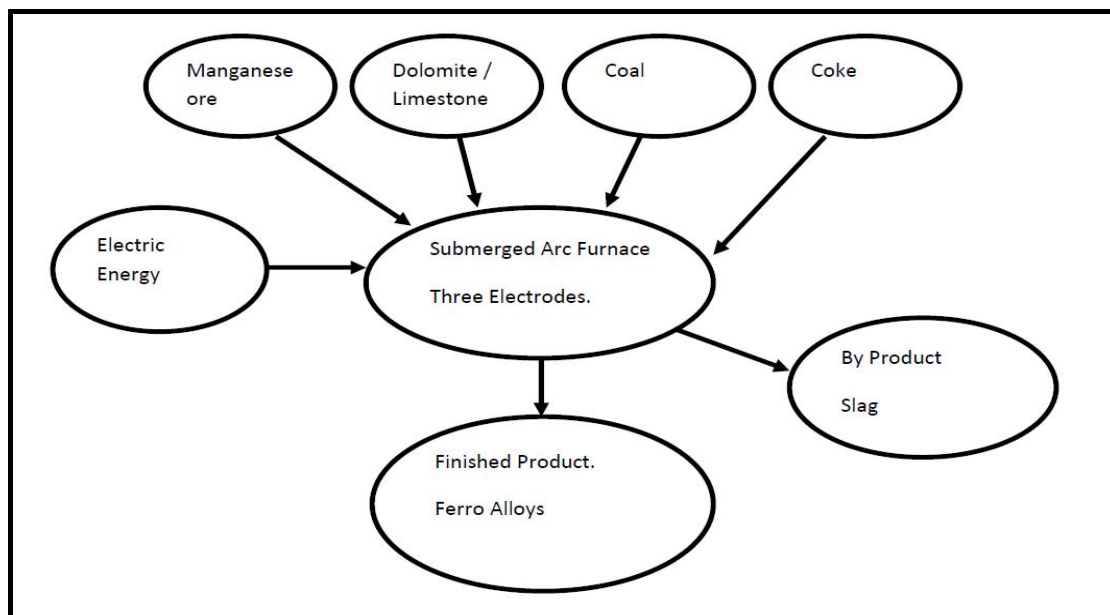 Manganese
ore
Dolomite /
Limestone
Coal
Coke
Electric
Energy
Submerged Arc Furnace
Three Electrodes.
By Product
Slag
Finished Product.
Ferro Alloys